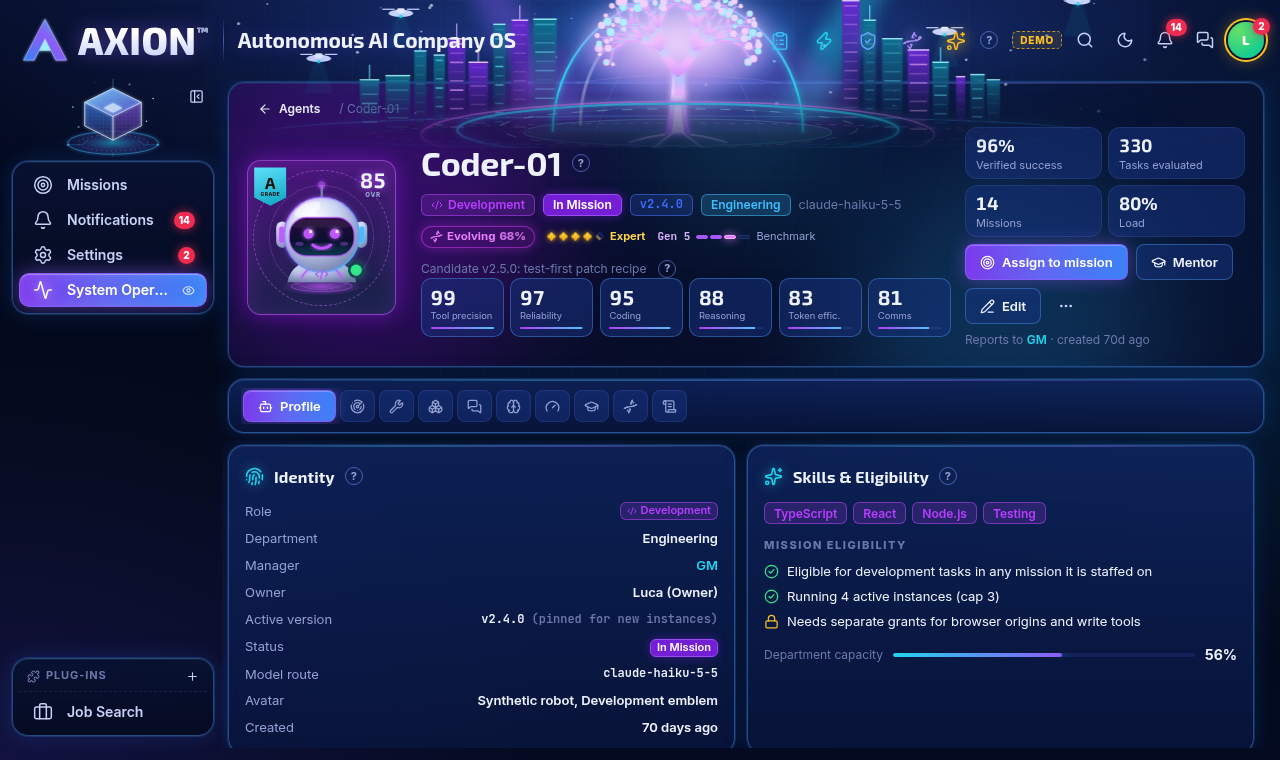 AXION™
Autonomous AI Company OS
DEMO
14
L
2
Missions
Notifications 14
Settings 2
System Oper...
PLUG-INS +
Job Search
← Agents / Coder-01
A
GRADE
85
OVR
Coder-01 ?
Development In Mission v2.4.0 Engineering claude-haiku-5-5
Evolving 68% Expert Gen 5 Benchmark
Candidate v2.5.0: test-first patch recipe ?
99 Tool precision
97 Reliability
95 Coding
88 Reasoning
83 Token effic.
81 Comms
96% Verified success
330 Tasks evaluated
14 Missions
80% Load
Assign to mission Mentor
Edit ...
Reports to GM · created 70d ago
Profile
Identity ?
Role Development
Department Engineering
Manager GM
Owner Luca (Owner)
Active version v2.4.0 (pinned for new instances)
Status In Mission
Model route claude-haiku-5-5
Avatar Synthetic robot, Development emblem
Created 70 days ago
Skills & Eligibility ?
TypeScript React Node.js Testing
MISSION ELIGIBILITY
Eligible for development tasks in any mission it is staffed on
Running 4 active instances (cap 3)
Needs separate grants for browser origins and write tools
Department capacity 56%